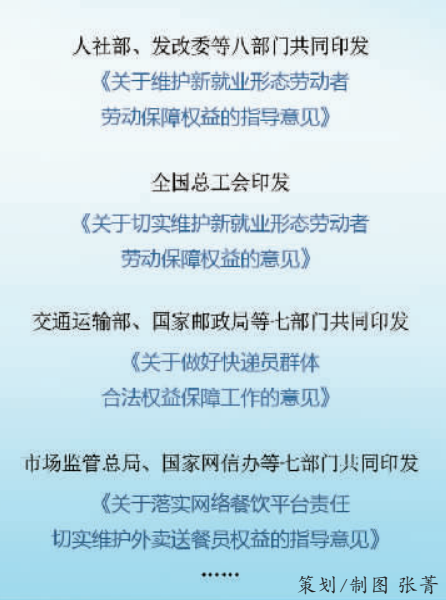 人社部、发改委等八部门共同印发
《关于维护新就业形态劳动者
劳动保障权益的指导意见》
全国总工会印发
《关于切实维护新就业形态劳动者
劳动保障权益的意见》
交通运输部、国家邮政局等七部门共同印发
《关于做好快递员群体
合法权益保障工作的意见》
市场监管总局、国家网信办等七部门共同印发
《关于落实网络餐饮平台责任
切实维护外卖送餐员权益的指导意见》
……
策划/制图 张菁